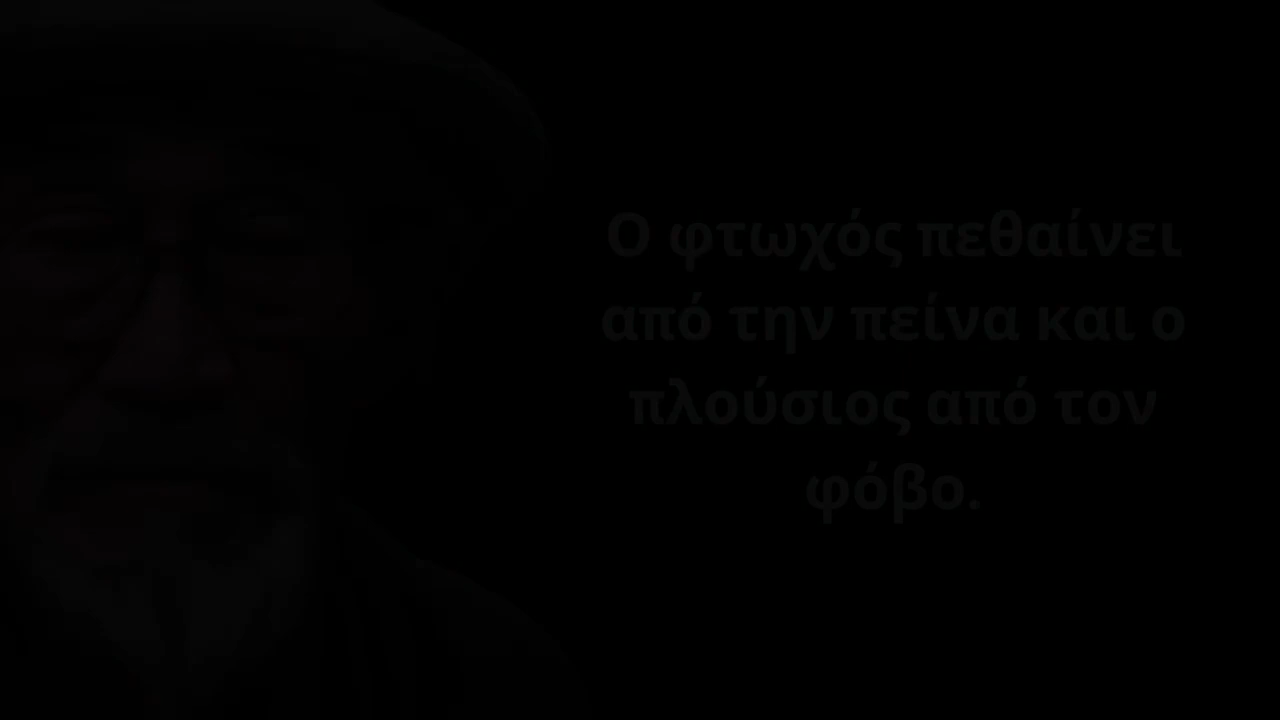 Ο φτωχός πεθαίνει
από την πείνα και ο
πλούσιος από τον
φόβο.